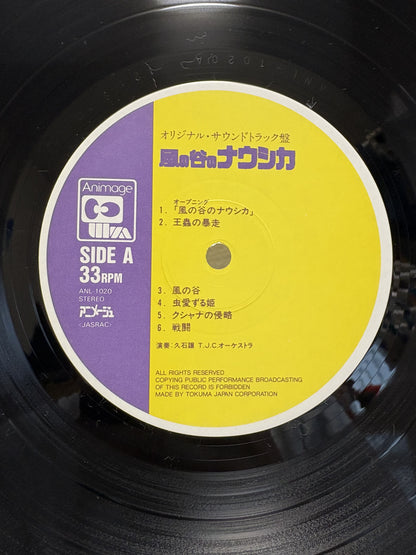 オリジナル・サウンドトラック盤
風の谷のナウシカ
Animage
SIDE A
33RPM
ANL-1020
STEREO
アニメージュ
<JASRAC>
オープニング
1. 「風の谷のナウシカ」
2. 王蟲の暴走
3. 風の谷
4. 虫愛ずる姫
5. クシャナの侵略
6. 戦闘
演奏:久石譲 T.J.C.オーケストラ
ALL RIGHTS RESERVED
COPYING PUBLIC PERFORMANCE BROADCASTING
OF THIS RECORD IS FORBIDDEN
MADE BY TOKUMA JAPAN CORPORATION